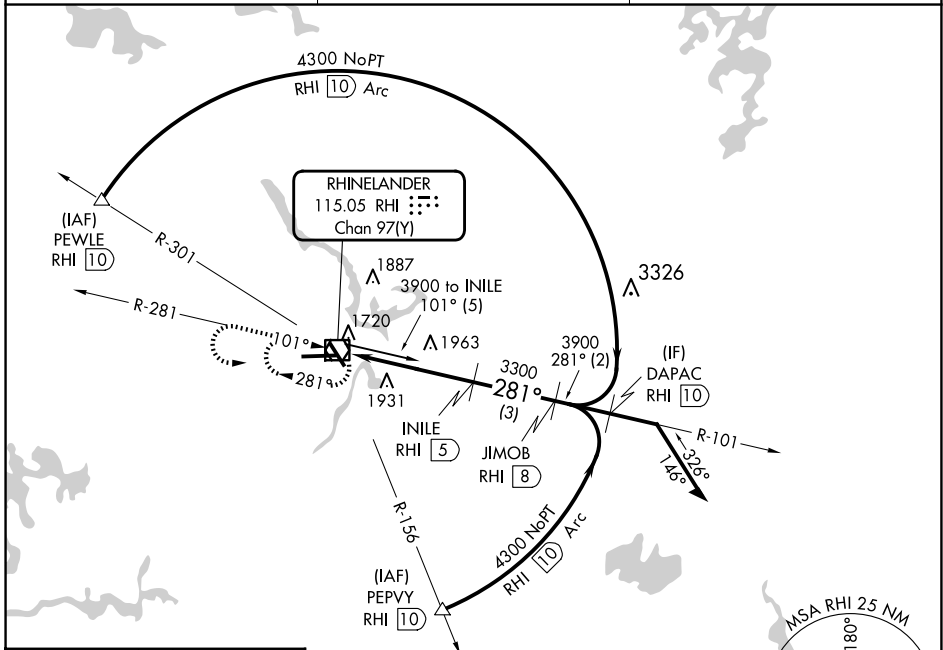 4300 NoPT
RHI 10 Arc
RHINELANDER
115.05 RHI
Chan 97(Y)
(IAF)
PEWLE
RHI 10
R-301
R-281
1887
3900 to INILE
101° (5)
3326
1720
1963
101°
281°
1931
3900
281° (2)
(IF)
DAPAC
RHI 10
3300
281°
(3)
INILE
RHI 5
JIMOB
RHI 8
R-101
326°
146°
R-156
4300 NoPT
RHI 10 Arc
(IAF)
PEPVY
RHI 10
MSA RHI 25 NM
180°